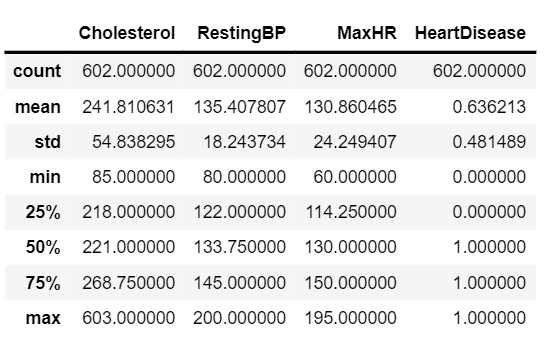 Cholesterol RestingBP MaxHR HeartDisease
count 602.000000 602.000000 602.000000 602.000000
mean 241.810631 135.407807 130.860465 0.636213
std 54.838295 18.243734 24.249407 0.481489
min 85.000000 80.000000 60.000000 0.000000
25% 218.000000 122.000000 114.250000 0.000000
50% 221.000000 133.750000 130.000000 1.000000
75% 268.750000 145.000000 150.000000 1.000000
max 603.000000 200.000000 195.000000 1.000000